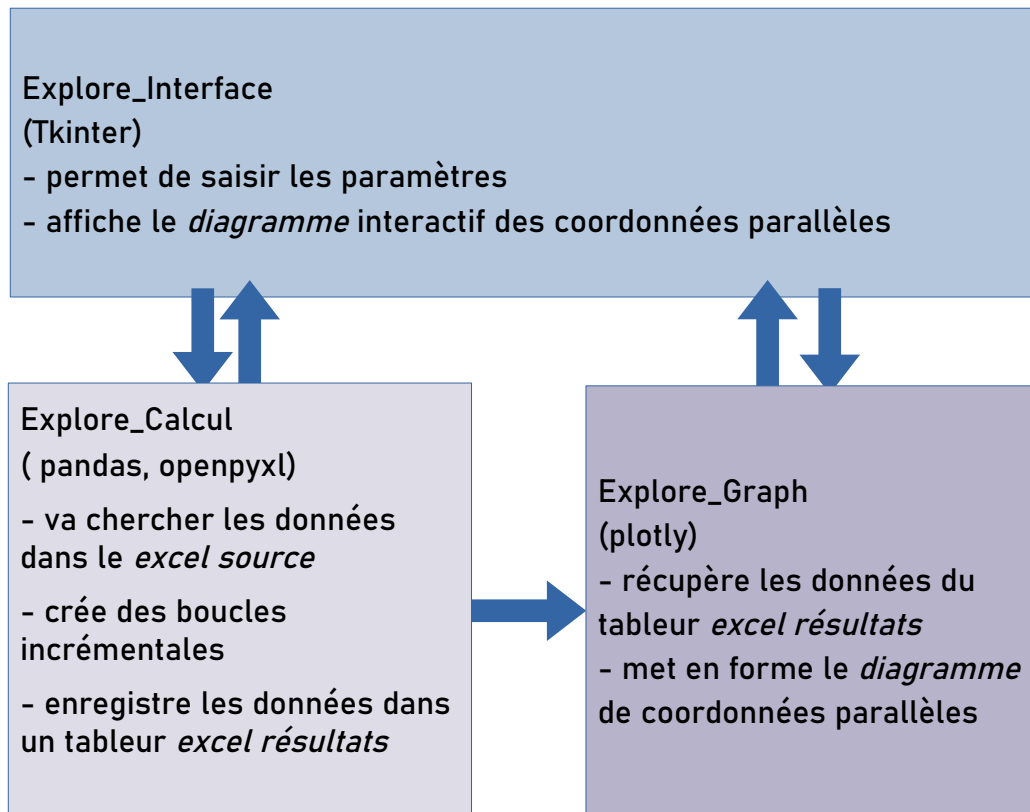 Explore_Interface
(Tkinter)
- permet de saisir les paramètres
- affiche le diagramme interactif des coordonnées parallèles
Explore_Calcul
( pandas, openpyxl)
- va chercher les données
dans le excel source
- crée des boucles
incrémentales
- enregistre les données dans
un tableur excel résultats
Explore_Graph
(plotly)
- récupère les données du
tableur excel résultats
- met en forme le diagramme
de coordonnées parallèles